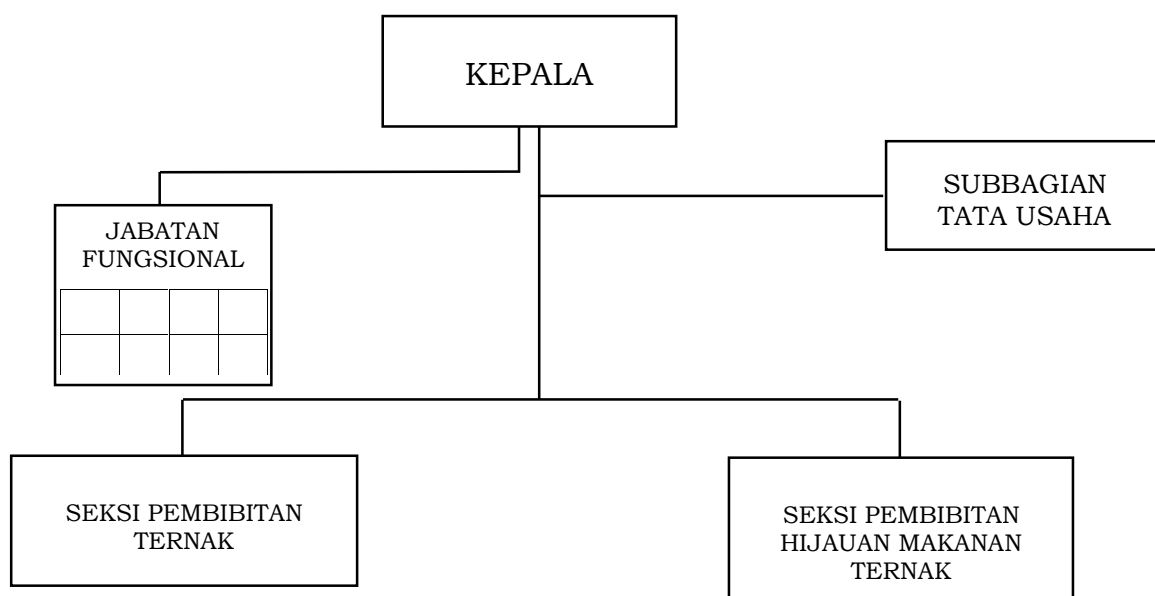 KEPALA
SUBBAGIAN
TATA USAHA
JABATAN
FUNGSIONAL
SEKSI PEMBIBITAN
TERNAK
SEKSI PEMBIBITAN
HIJAUAN MAKANAN
TERNAK